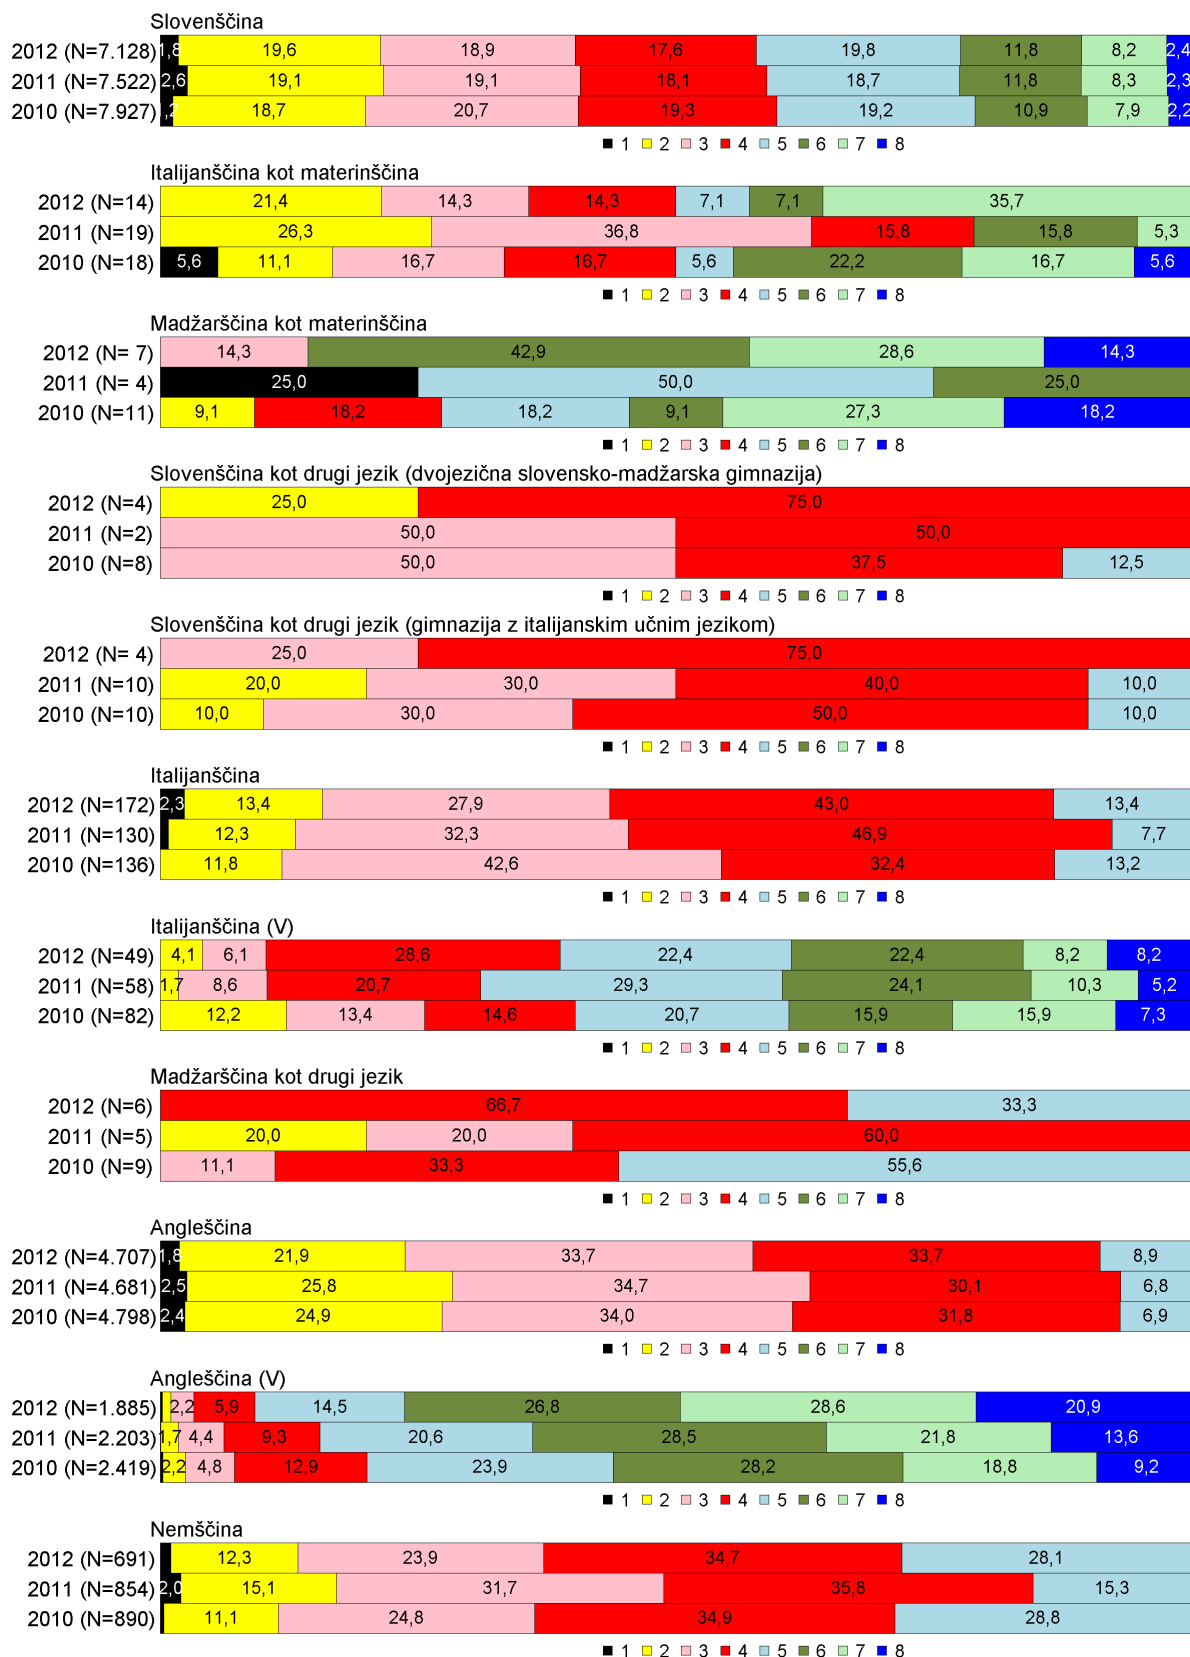 Slovenščina
2012 (N=7.128) 1,8 19,6 18,9 17,6 19,8 11,8 8,2 2,4
2011 (N=7.522) 2,6 19,1 19,1 18,1 18,7 11,8 8,3 2,3
2010 (N=7.927) 1,2 18,7 20,7 19,3 19,2 10,9 7,9 2,2
1 2 3 4 5 6 7 8
Italijanščina kot materinščina
2012 (N=14) 21,4 14,3 14,3 7,1 7,1 35,7
2011 (N=19) 26,3 36,8 15,8 15,8 5,3
2010 (N=18) 5,6 11,1 16,7 16,7 5,6 22,2 16,7 5,6
1 2 3 4 5 6 7 8
Madžarščina kot materinščina
2012 (N= 7) 14,3 42,9 28,6 14,3
2011 (N= 4) 25,0 50,0 25,0
2010 (N=11) 9,1 18,2 18,2 9,1 27,3 18,2
1 2 3 4 5 6 7 8
Slovenščina kot drugi jezik (dvojezična slovensko-madžarska gimnazija)
2012 (N=4) 25,0 75,0
2011 (N=2) 50,0 50,0
2010 (N=8) 50,0 37,5 12,5
1 2 3 4 5 6 7 8
Slovenščina kot drugi jezik (gimnazija z italijanskim učnim jezikom)
2012 (N= 4) 25,0 75,0
2011 (N=10) 20,0 30,0 40,0 10,0
2010 (N=10) 10,0 30,0 50,0 10,0
1 2 3 4 5 6 7 8
Italijanščina
2012 (N=172) 2,3 13,4 27,9 43,0 13,4
2011 (N=130) 12,3 32,3 46,9 7,7
2010 (N=136) 11,8 42,6 32,4 13,2
1 2 3 4 5 6 7 8
Italijanščina (V)
2012 (N=49) 4,1 6,1 28,6 22,4 22,4 8,2 8,2
2011 (N=58) 1,7 8,6 20,7 29,3 24,1 10,3 5,2
2010 (N=82) 12,2 13,4 14,6 20,7 15,9 15,9 7,3
1 2 3 4 5 6 7 8
Madžarščina kot drugi jezik
2012 (N=6) 66,7 33,3
2011 (N=5) 20,0 20,0 60,0
2010 (N=9) 11,1 33,3 55,6
1 2 3 4 5 6 7 8
Angleščina
2012 (N=4.707) 1,8 21,9 33,7 33,7 8,9
2011 (N=4.681) 2,5 25,8 34,7 30,1 6,8
2010 (N=4.798) 2,4 24,9 34,0 31,8 6,9
1 2 3 4 5 6 7 8
Angleščina (V)
2012 (N=1.885) 2,2 5,9 14,5 26,8 28,6 20,9
2011 (N=2.203) 1,7 4,4 9,3 20,6 28,5 21,8 13,6
2010 (N=2.419) 2,2 4,8 12,9 23,9 28,2 18,8 9,2
1 2 3 4 5 6 7 8
Nemščina
2012 (N=691) 12,3 23,9 34,7 28,1
2011 (N=854) 2,0 15,1 31,7 35,8 15,3
2010 (N=890) 11,1 24,8 34,9 28,8
1 2 3 4 5 6 7 8